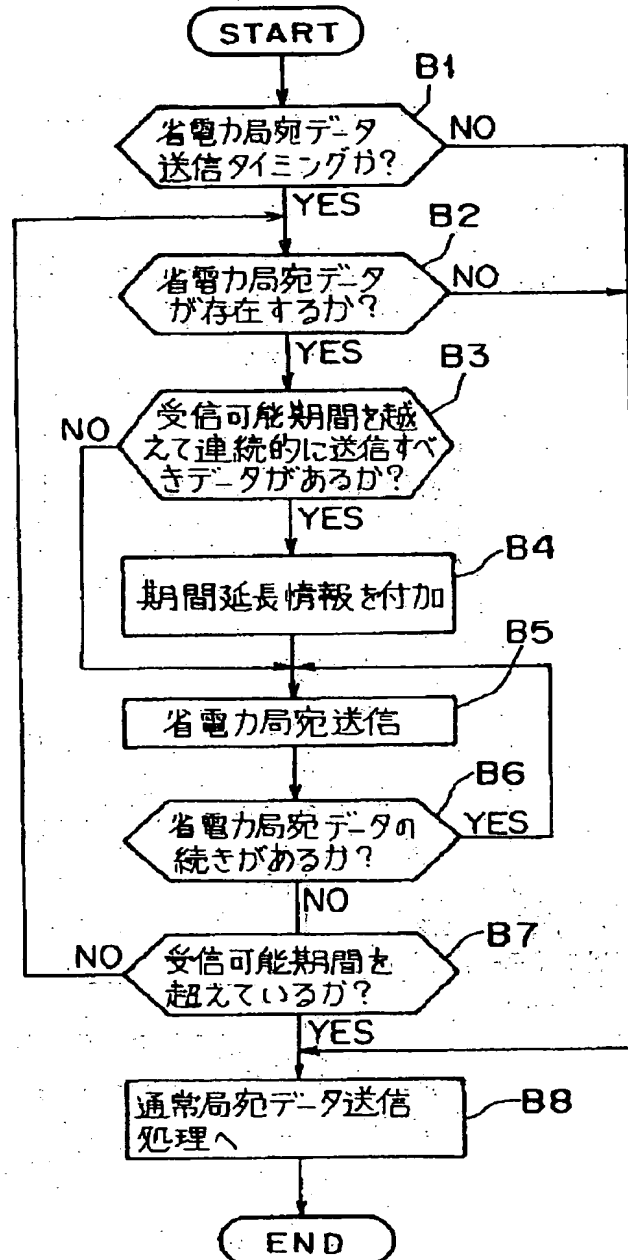 START
B1
省電力局宛データ
送信タイミングか?
NO
YES
B2
省電力局宛データ
が存在するか?
NO
YES
B3
受信可能期間を越
えて連続的に送信すべ
きデータがあるか?
NO
YES
B4
期間延長情報を付加
B5
省電力局宛送信
B6
省電力局宛データの
続きがあるか?
YES
NO
B7
受信可能期間を
超えているか?
NO
YES
B8
通常局宛データ送信
処理へ
END